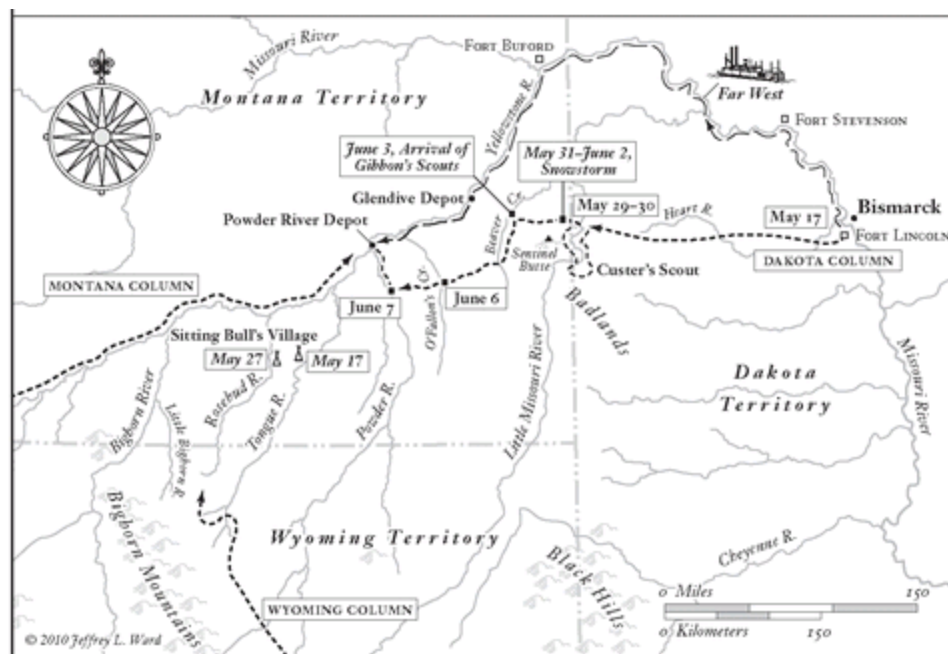 Missouri River
FORT BUFORD
Montana Territory
Far West
Yellowstone R.
FORT STEVENSON
June 3, Arrival of
Gibbon's Scouts
May 31–June 2,
Snowstorm
Glendive Depot
Beaver
Cr.
May 29–30
Heart R.
May 17
Bismarck
Powder River Depot
FORT LINCOLN
Sentinel
Butte
DAKOTA COLUMN
Custer's Scout
MONTANA COLUMN
O'Fallon's
Cr.
June 6
June 7
Badlands
Sitting Bull's Village
May 27
May 17
Bighorn River
Little Bighorn
R.
Rosebud R.
Tongue R.
Powder R.
Little Missouri River
Dakota
Territory
Missouri River
Bighorn
Mountains
Wyoming Territory
Black Hills
Cheyenne R.
WYOMING COLUMN
0 Miles 150
0 Kilometers 150
© 2010 Jeffrey L. Ward